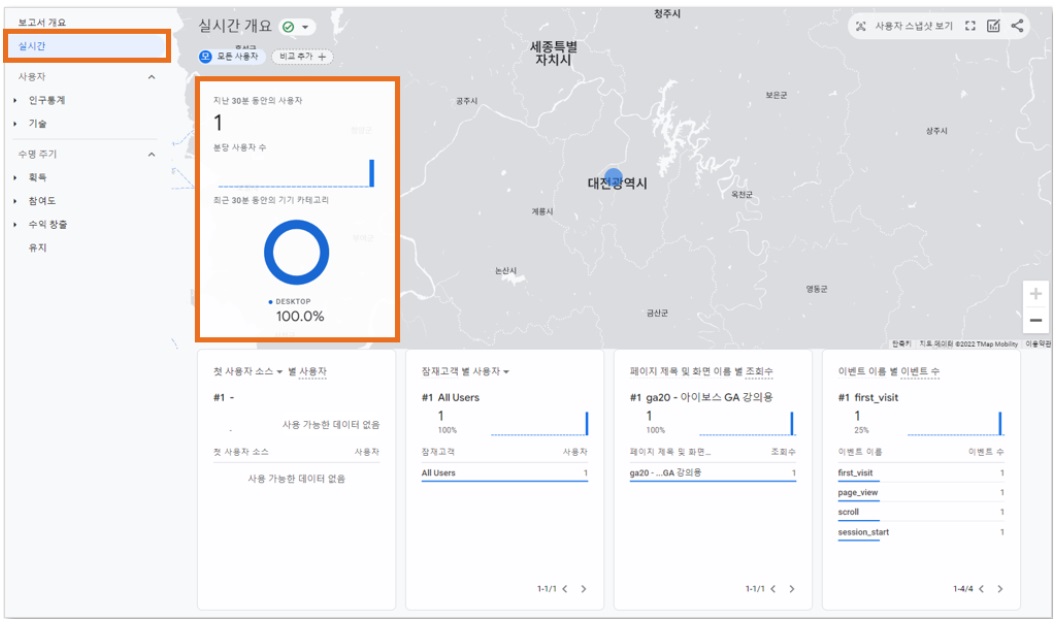 보고서 개요
실시간
사용자
인구통계
기술
수명 주기
획득
참여도
수익 창출
유지
실시간 개요
사용자 스냅샷 보기
모 모든 사용자
비교 추가 +
지난 30분 동안의 사용자
1
분당 사용자 수
최근 30분 동안의 기기 카테고리
DESKTOP
100.0%
청주시
세종특별
자치시
공주시
보은군
상주시
대전광역시
옥천군
계룡시
논산시
영동군
금산군
단축키
지도 데이터 ©2022 TMap Mobility
이용약관
첫 사용자 소스 별 사용자
#1 -
-
사용 가능한 데이터 없음
첫 사용자 소스 사용자
사용 가능한 데이터 없음
잠재고객 별 사용자
#1 All Users
1
100%
잠재고객 사용자
All Users 1
1-1/1
페이지 제목 및 화면 이름 별 조회수
#1 ga20 - 아이보스 GA 강의용
1
100%
페이지 제목 및 화면... 조회수
ga20 - ...GA 강의용 1
1-1/1
이벤트 이름 별 이벤트 수
#1 first_visit
1
25%
이벤트 이름 이벤트 수
first_visit 1
page_view 1
scroll 1
session_start 1
1-4/4